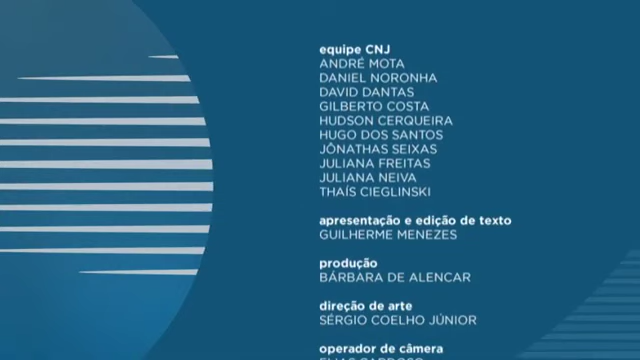 equipe CNJ
ANDRÉ MOTA
DANIEL NORONHA
DAVID DANTAS
GILBERTO COSTA
HUDSON CERQUEIRA
HUGO DOS SANTOS
JÔNATHAS SEIXAS
JULIANA FREITAS
JULIANA NEIVA
THAÍS CIEGLINSKI
apresentação e edição de texto
GUILHERME MENEZES
produção
BÁRBARA DE ALENCAR
direção de arte
SÉRGIO COELHO JÚNIOR
operador de câmera